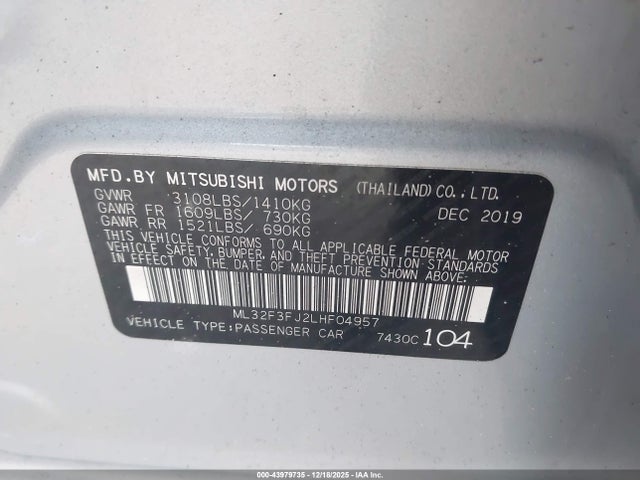 MFD.BY MITSUBISHI MOTORS (THAILAND) CO., LTD.
GVWR 3108LBS/1410KG DEC 2019
GAWR FR 1609LBS/ 730KG
GAWR RR 1521LBS/ 690KG
THIS VEHICLE CONFORMS TO ALL APPLICABLE FEDERAL MOTOR
VEHICLE SAFETY, BUMPER, AND THEFT PREVENTION STANDARDS
IN EFFECT ON THE DATE OF MANUFACTURE SHOWN ABOVE.
ML32F3FJ2LHF04957
VEHICLE TYPE:PASSENGER CAR 7430C 104
000-43979735 - 12/18/2025 - IAA Inc.